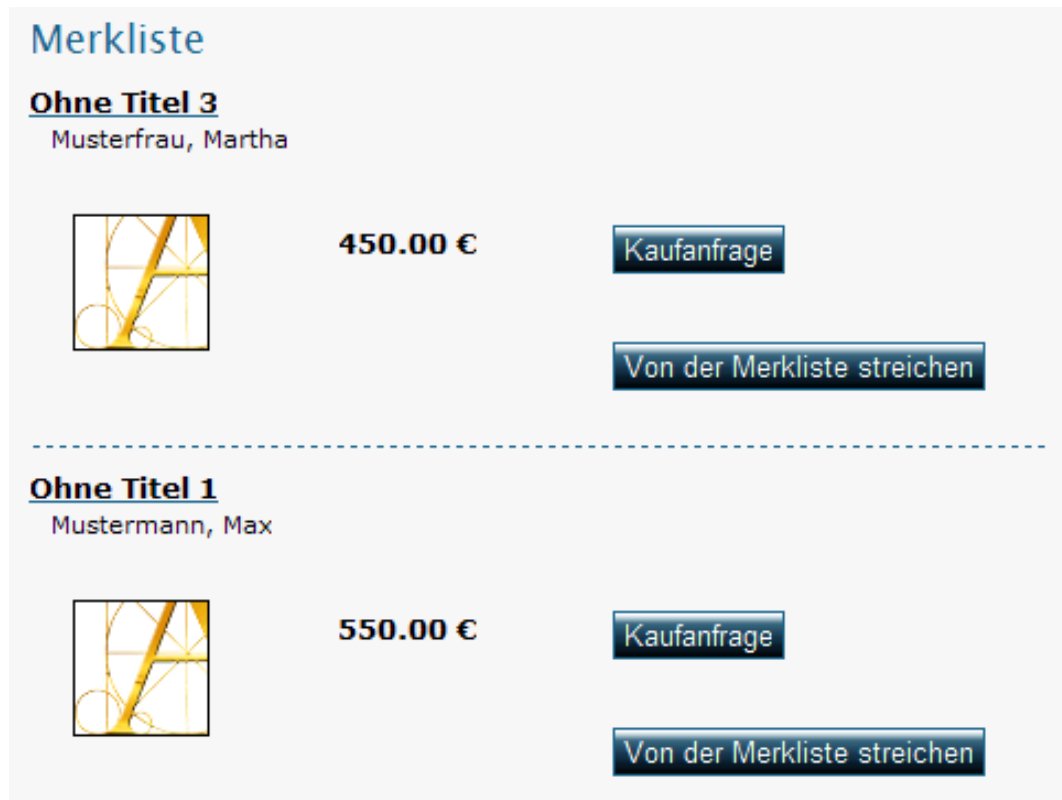 Merkliste
Ohne Titel 3
Musterfrau, Martha
450.00 €
Kaufanfrage
Von der Merkliste streichen
Ohne Titel 1
Mustermann, Max
550.00 €
Kaufanfrage
Von der Merkliste streichen